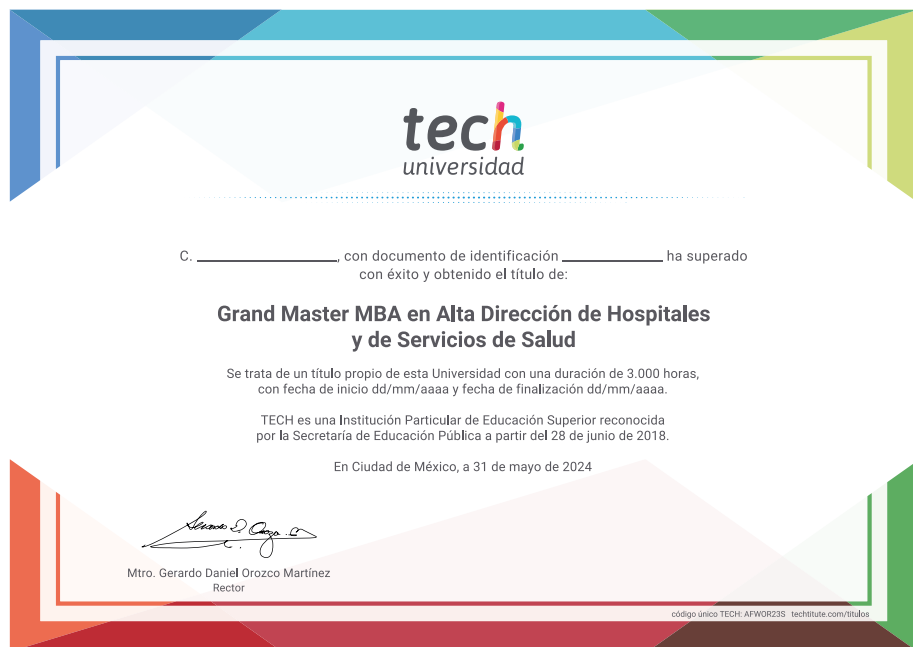 tech
universidad
C. ____________, con documento de identificación ____________ ha superado
con éxito y obtenido el título de:
Grand Master MBA en Alta Dirección de Hospitales
y de Servicios de Salud
Se trata de un título propio de esta Universidad con una duración de 3.000 horas,
con fecha de inicio dd/mm/aaaa y fecha de finalización dd/mm/aaaa.
TECH es una Institución Particular de Educación Superior reconocida
por la Secretaría de Educación Pública a partir del 28 de junio de 2018.
En Ciudad de México, a 31 de mayo de 2024
Mtro. Gerardo Daniel Orozco Martínez
Rector
código único TECH: AFWOR23S techtitute.com/titulos